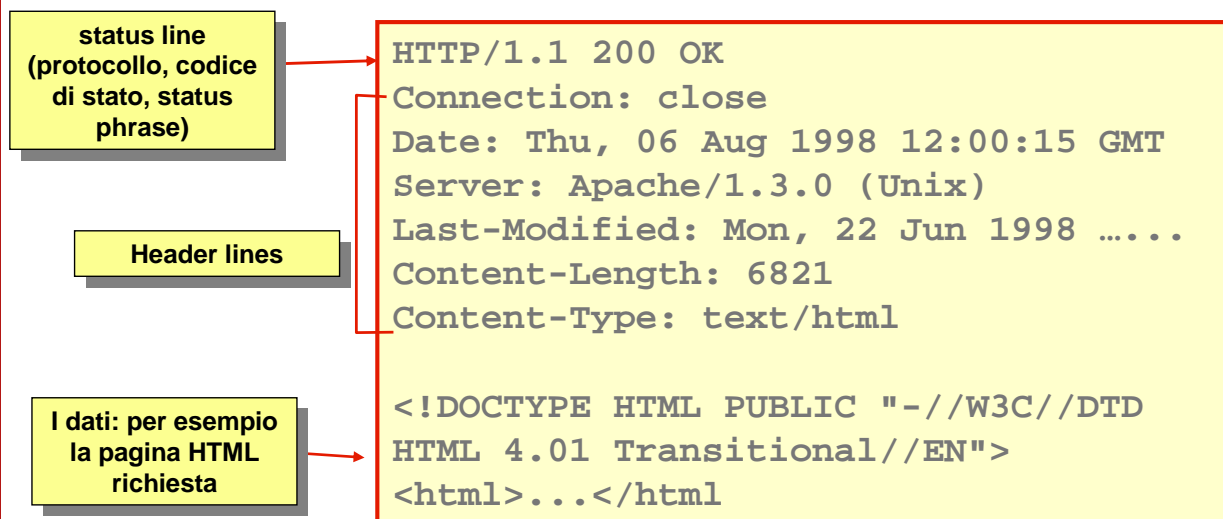 status line
(protocollo, codice
di stato, status
phrase)
HTTP/1.1 200 OK
Connection: close
Date: Thu, 06 Aug 1998 12:00:15 GMT
Server: Apache/1.3.0 (Unix)
Last-Modified: Mon, 22 Jun 1998 …...
Content-Length: 6821
Content-Type: text/html
Header lines
<!DOCTYPE HTML PUBLIC "-//W3C//DTD
HTML 4.01 Transitional//EN">
<html>...</html
I dati: per esempio
la pagina HTML
richiesta